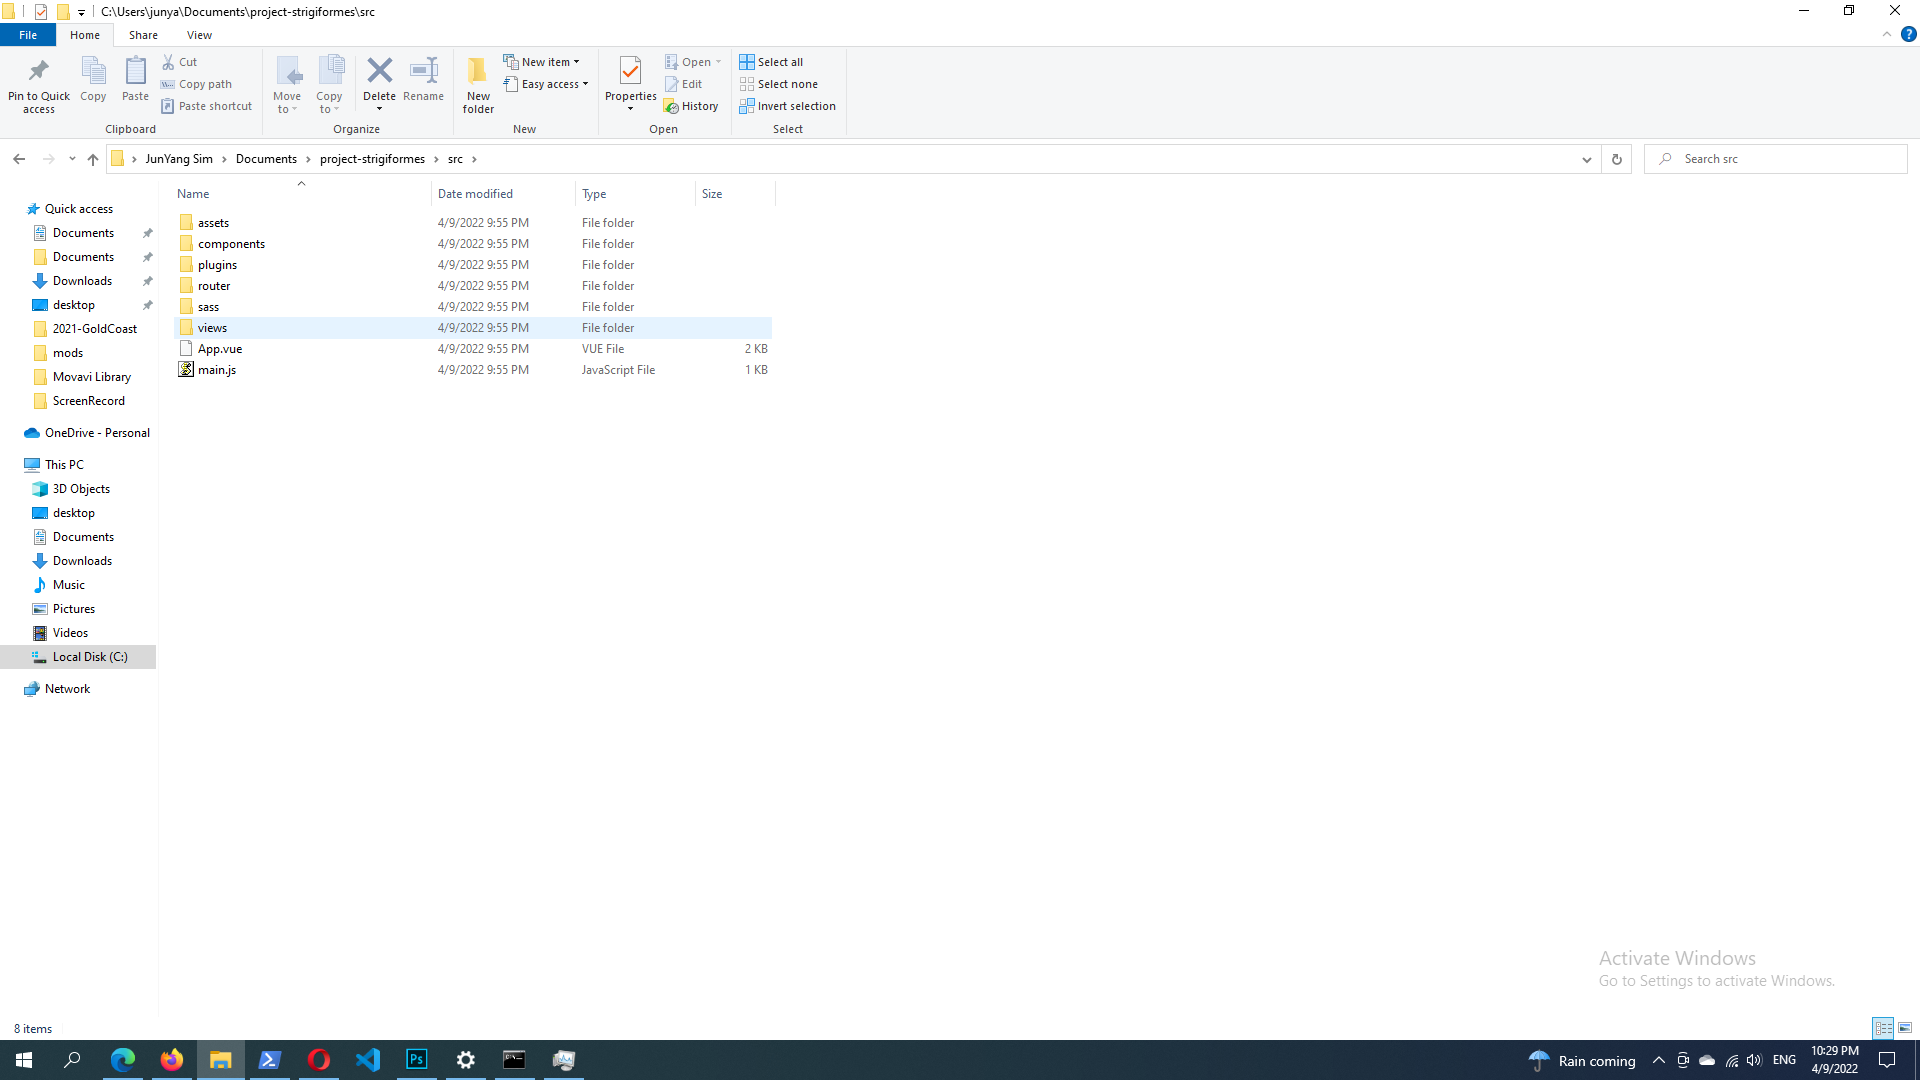 C:\Users\junya\Documents\project-strigiformes\src
File Home Share View
Pin to Quick access
Copy
Paste
Cut
Copy path
Paste shortcut
Move to
Copy to
Delete
Rename
New folder
New item
Easy access
Properties
Open
Edit
History
Select all
Select none
Invert selection
Clipboard Organize New Open Select
JunYang Sim > Documents > project-strigiformes > src >
Search src
Name Date modified Type Size
assets 4/9/2022 9:55 PM File folder
components 4/9/2022 9:55 PM File folder
plugins 4/9/2022 9:55 PM File folder
router 4/9/2022 9:55 PM File folder
sass 4/9/2022 9:55 PM File folder
views 4/9/2022 9:55 PM File folder
App.vue 4/9/2022 9:55 PM VUE File 2 KB
main.js 4/9/2022 9:55 PM JavaScript File 1 KB
Quick access
Documents
Documents
Downloads
desktop
2021-GoldCoast
mods
Movavi Library
ScreenRecord
OneDrive - Personal
This PC
3D Objects
desktop
Documents
Downloads
Music
Pictures
Videos
Local Disk (C:)
Network
Activate Windows
Go to Settings to activate Windows.
8 items
Ps
Rain coming
ENG
10:29 PM
4/9/2022